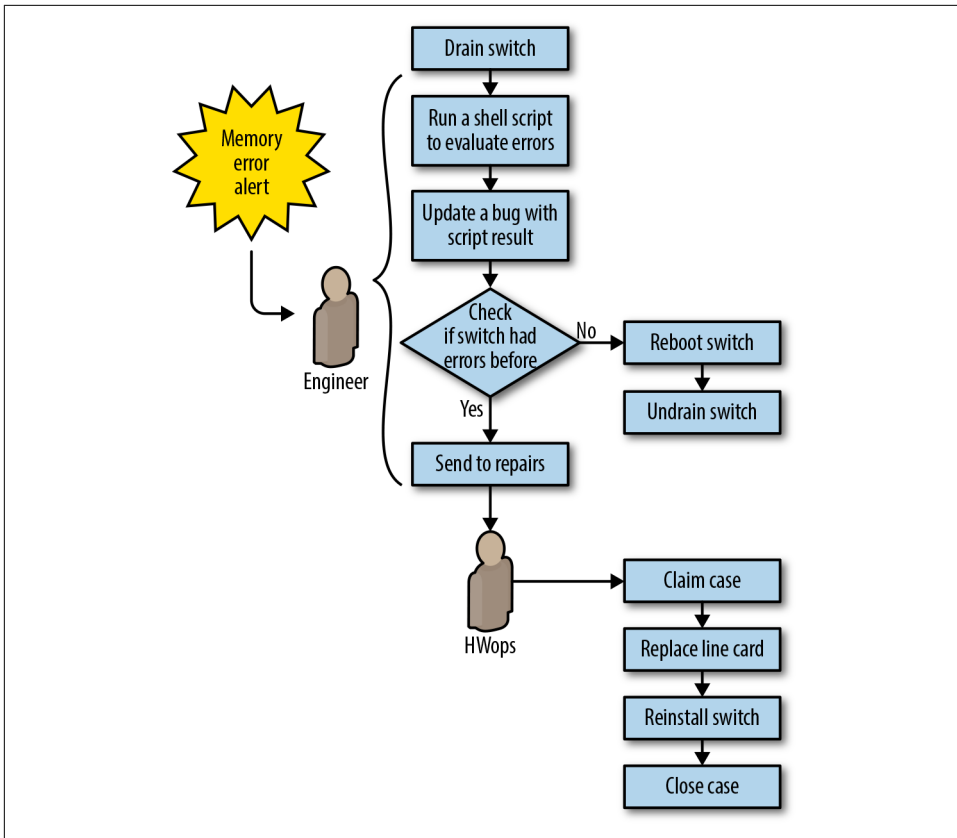 Drain switch
Memory
error
alert
Run a shell script
to evaluate errors
Update a bug with
script result
Engineer
Check
if switch had
errors before
No
Reboot switch
Undrain switch
Yes
Send to repairs
HWops
Claim case
Replace line card
Reinstall switch
Close case